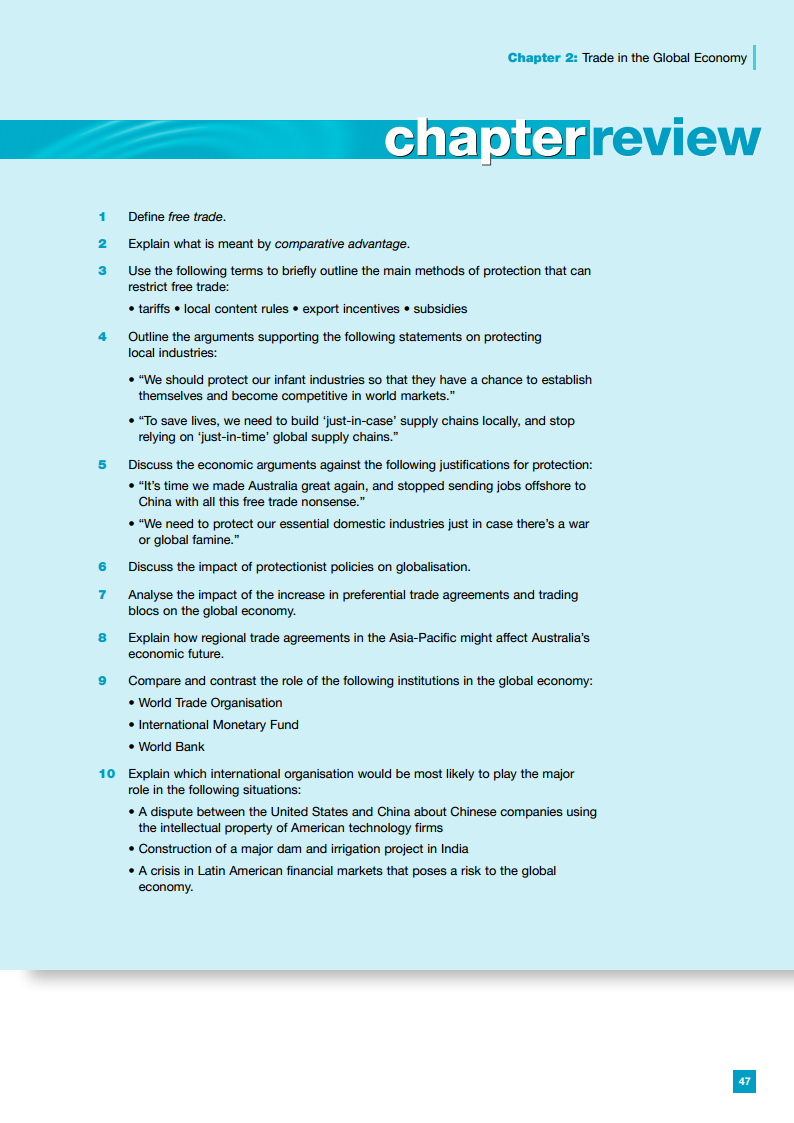 Chapter 2: Trade in the Global Economy
chapterreview
1 Define free trade.
2 Explain what is meant by comparative advantage.
3 Use the following terms to briefly outline the main methods of protection that can
restrict free trade:
• tariffs • local content rules • export incentives • subsidies
4 Outline the arguments supporting the following statements on protecting
local industries:
• “We should protect our infant industries so that they have a chance to establish
themselves and become competitive in world markets.”
• “To save lives, we need to build ‘just-in-case’ supply chains locally, and stop
relying on ‘just-in-time’ global supply chains.”
5 Discuss the economic arguments against the following justifications for protection:
• “It’s time we made Australia great again, and stopped sending jobs offshore to
China with all this free trade nonsense.”
• “We need to protect our essential domestic industries just in case there’s a war
or global famine.”
6 Discuss the impact of protectionist policies on globalisation.
7 Analyse the impact of the increase in preferential trade agreements and trading
blocs on the global economy.
8 Explain how regional trade agreements in the Asia-Pacific might affect Australia’s
economic future.
9 Compare and contrast the role of the following institutions in the global economy:
• World Trade Organisation
• International Monetary Fund
• World Bank
10 Explain which international organisation would be most likely to play the major
role in the following situations:
• A dispute between the United States and China about Chinese companies using
the intellectual property of American technology firms
• Construction of a major dam and irrigation project in India
• A crisis in Latin American financial markets that poses a risk to the global
economy.
47